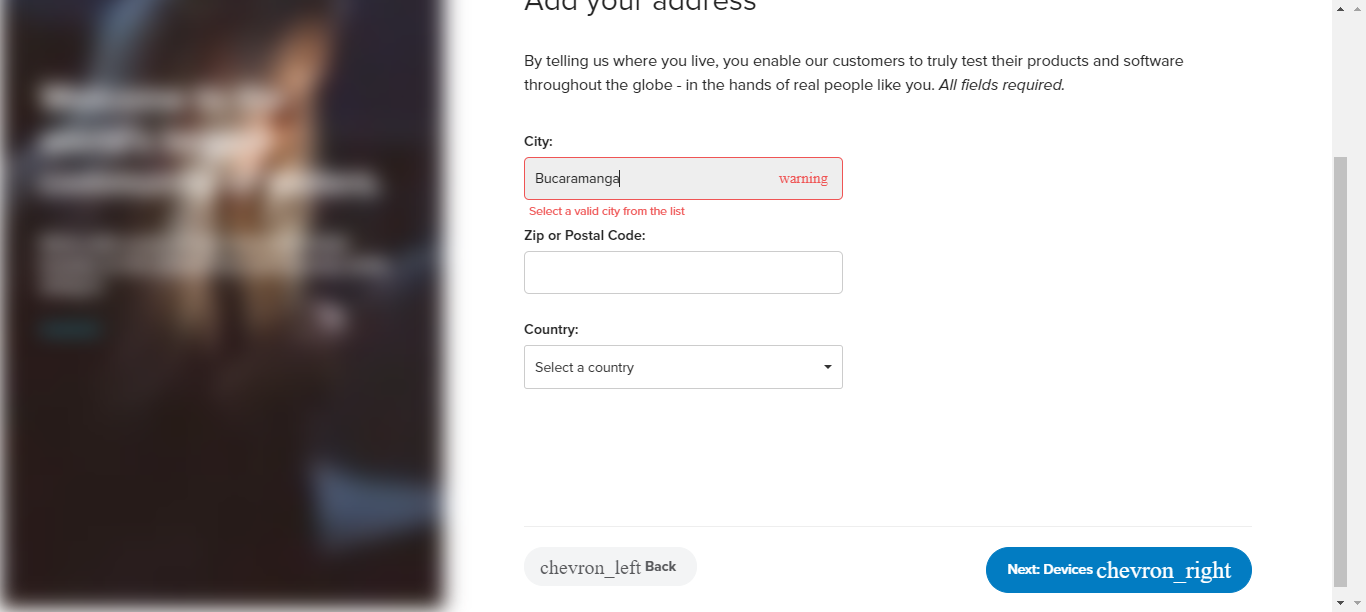 Add your address
By telling us where you live, you enable our customers to truly test their products and software
throughout the globe - in the hands of real people like you. All fields required.
City:
Bucaramanga warning
Select a valid city from the list
Zip or Postal Code:
Country:
Select a country
chevron_left Back
Next: Devices chevron_right